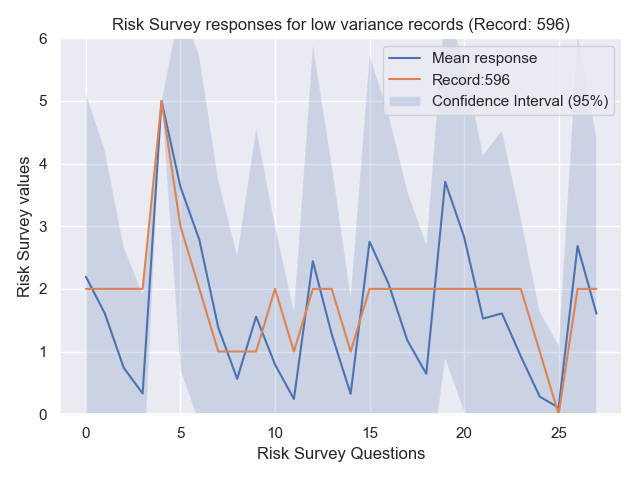 Risk Survey responses for low variance records (Record: 596)
Mean response
Record:596
Confidence Interval (95%)
6
5
4
3
2
1
0
Risk Survey values
0 5 10 15 20 25
Risk Survey Questions